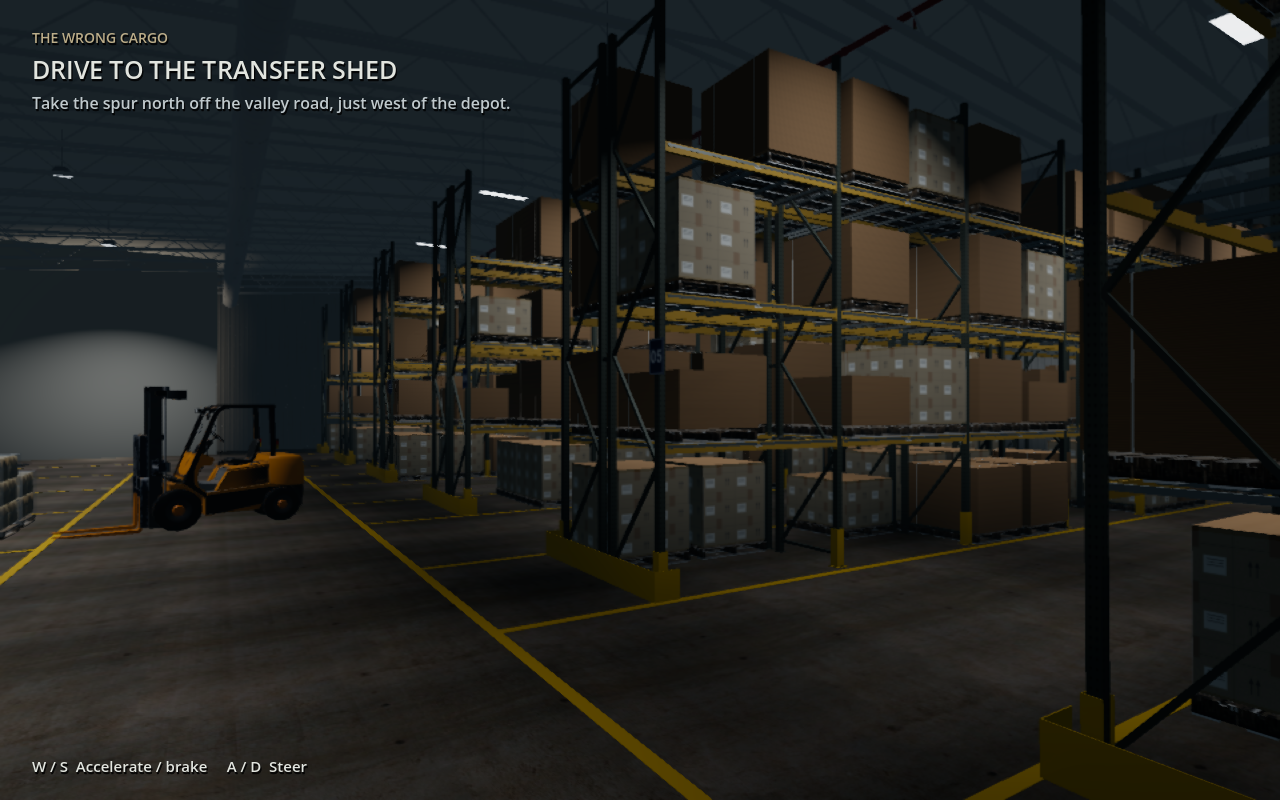 THE WRONG CARGO
DRIVE TO THE TRANSFER SHED
Take the spur north off the valley road, just west of the depot.
05
W / S Accelerate / brake A / D Steer